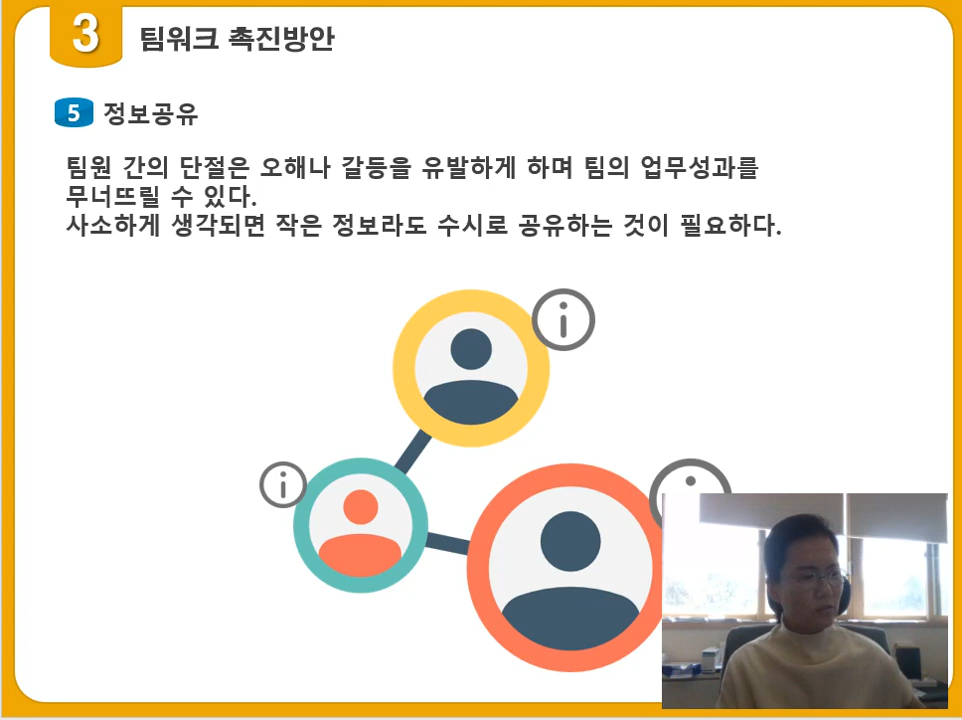 3 팀워크 촉진방안
5 정보공유
팀원 간의 단절은 오해나 갈등을 유발하게 하며 팀의 업무성과를
무너뜨릴 수 있다.
사소하게 생각되면 작은 정보라도 수시로 공유하는 것이 필요하다.